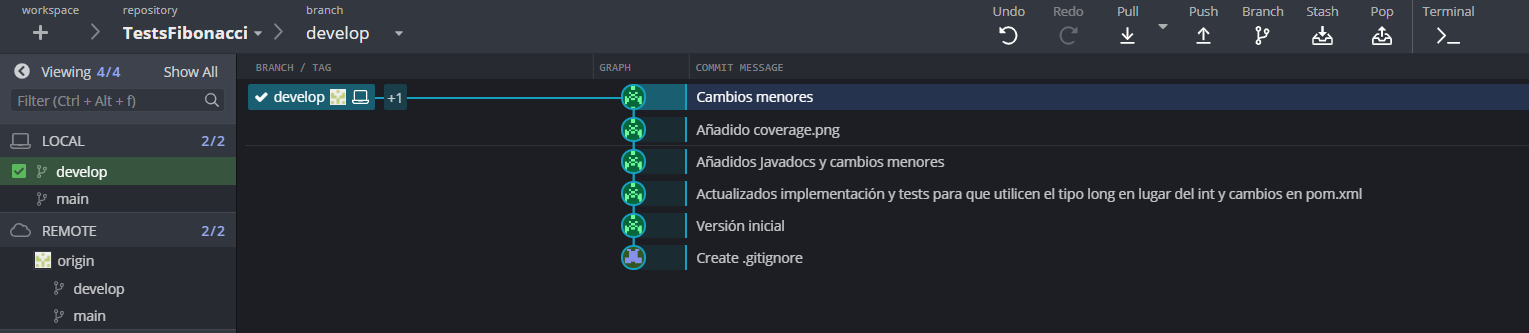 workspace
repository
branch
TestsFibonacci
develop
Undo
Redo
Pull
Push
Branch
Stash
Pop
Terminal
Viewing 4/4
Show All
Filter (Ctrl + Alt + f)
LOCAL 2/2
develop
main
REMOTE 2/2
origin
develop
main
BRANCH / TAG
GRAPH
COMMIT MESSAGE
develop +1
Cambios menores
Añadido coverage.png
Añadidos Javadocs y cambios menores
Actualizados implementación y tests para que utilicen el tipo long en lugar del int y cambios en pom.xml
Versión inicial
Create .gitignore